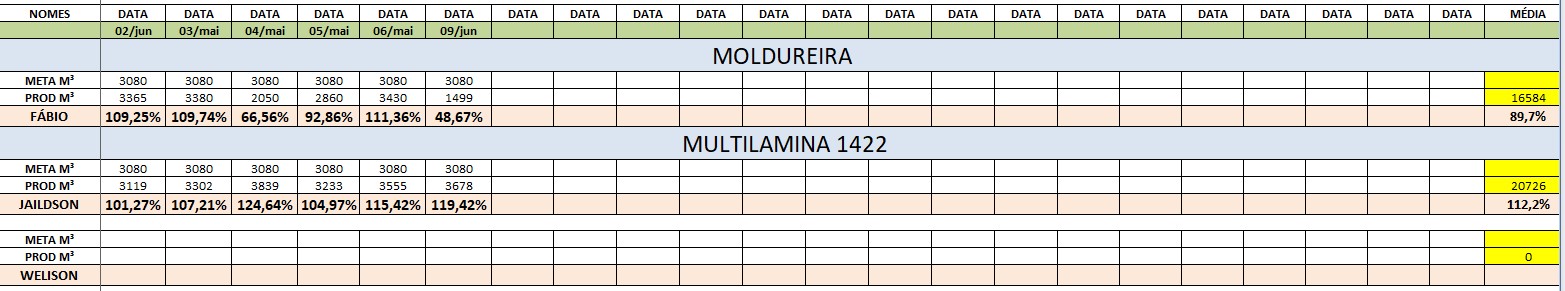 NOMES DATA DATA DATA DATA DATA DATA DATA DATA DATA DATA DATA DATA DATA DATA DATA DATA DATA DATA DATA DATA DATA MÉDIA
02/jun 03/mai 04/mai 05/mai 06/mai 09/jun
MOLDUREIRA
META M³ 3080 3080 3080 3080 3080 3080
PROD M³ 3365 3380 2050 2860 3430 1499 16584
FÁBIO 109,25% 109,74% 66,56% 92,86% 111,36% 48,67% 89,7%
MULTILAMINA 1422
META M³ 3080 3080 3080 3080 3080 3080
PROD M³ 3119 3302 3839 3233 3555 3678 20726
JAILDSON 101,27% 107,21% 124,64% 104,97% 115,42% 119,42% 112,2%
META M³
PROD M³ 0
WELISON